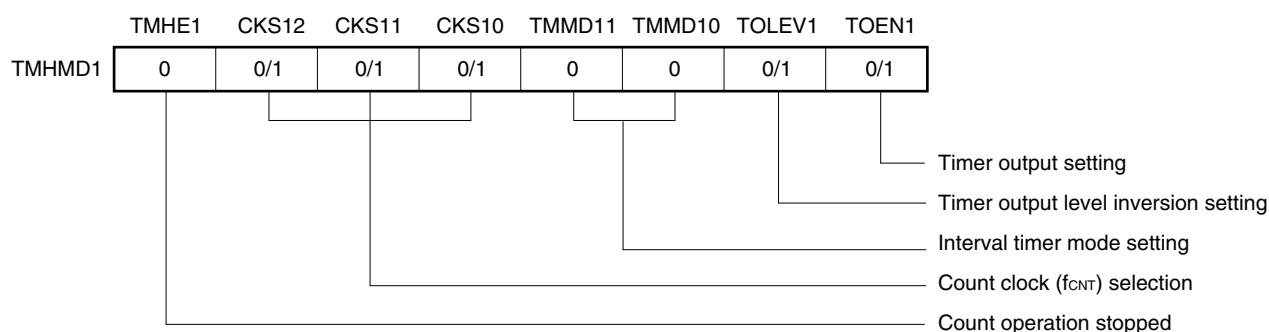 TMHE1 CKS12 CKS11 CKS10 TMMD11 TMMD10 TOLEV1 TOEN1
TMHMD1 0 0/1 0/1 0/1 0 0 0/1 0/1
Timer output setting
Timer output level inversion setting
Interval timer mode setting
Count clock (fCNT) selection
Count operation stopped